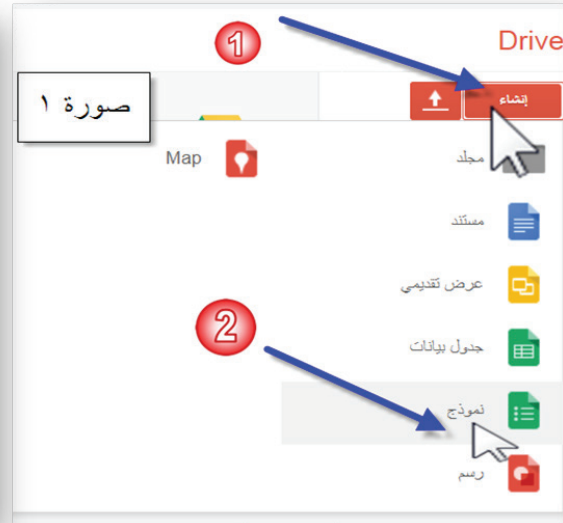 1
Drive
صورة ١
إنشاء
مجلد
Map
مستند
عرض تقديمي
2
جدول بيانات
نموذج
رسم